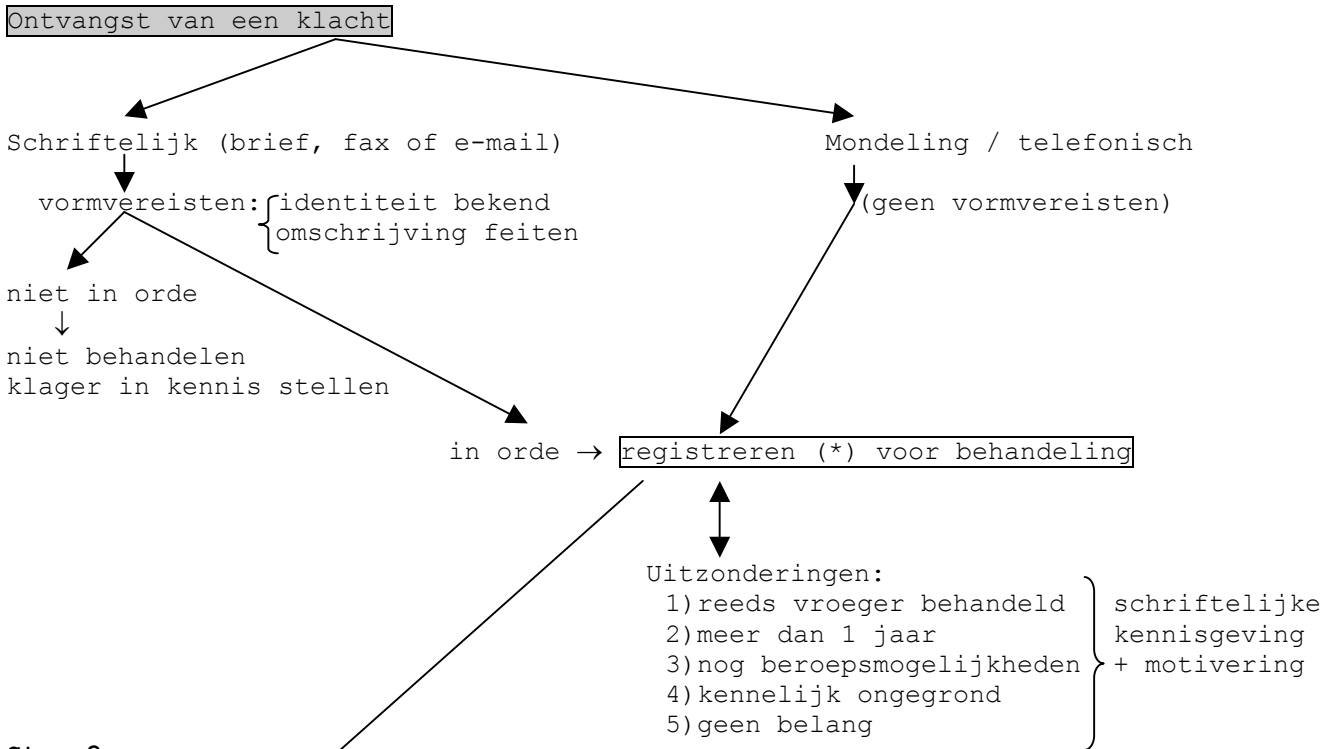 Ontvangst van een klacht
Schriftelijk (brief, fax of e-mail)
Mondeling / telefonisch
vormvereisten:
identiteit bekend
omschrijving feiten
(geen vormvereisten)
niet in orde
↓
niet behandelen
klager in kennis stellen
in orde → registreren (*) voor behandeling
Uitzonderingen:
1)reeds vroeger behandeld
2)meer dan 1 jaar
3)nog beroepsmogelijkheden
4)kennelijk ongegrond
5)geen belang
schriftelijke
kennisgeving
+ motivering